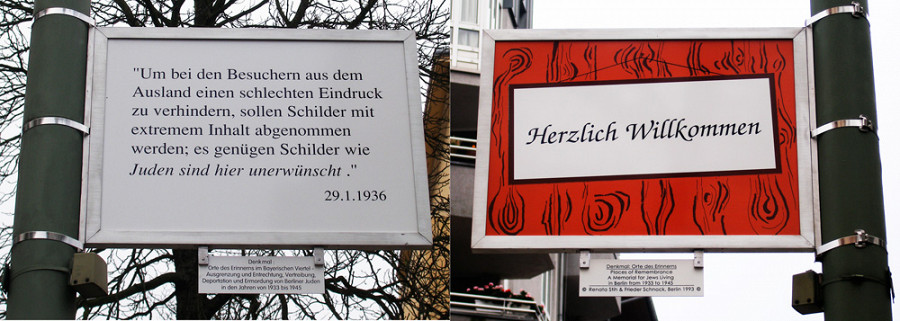 "Um bei den Besuchern aus dem
Ausland einen schlechten Eindruck
zu verhindern, sollen Schilder mit
extremem Inhalt abgenommen
werden; es genügen Schilder wie
Juden sind hier unerwünscht ."
29.1.1936
Denkmal
Orte des Erinnerns im Bayerischen Viertel -
Ausgrenzung und Entrechtung, Vertreibung,
Deportation und Ermordung von Berliner Juden
in den Jahren von 1933 bis 1945
Herzlich Willkommen
Denkmal: Orte des Erinnerns
Places of Remembrance:
A Memorial for Jews Living
in Berlin from 1933 to 1945
Renata Stih & Frieder Schnock, Berlin 1993